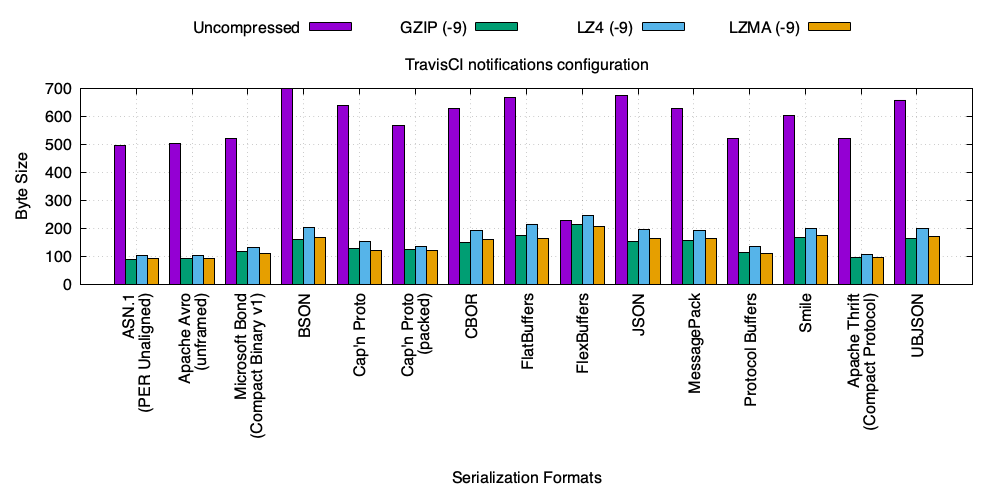 Uncompressed GZIP (-9) LZ4 (-9) LZMA (-9)
TravisCI notifications configuration
700
600
500
400
300
200
100
0
Byte Size
ASN.1
(PER Unaligned)
Apache Avro
(unframed)
Microsoft Bond
(Compact Binary v1)
BSON
Cap'n Proto
Cap'n Proto
(packed)
CBOR
FlatBuffers
FlexBuffers
JSON
MessagePack
Protocol Buffers
Smile
Apache Thrift
(Compact Protocol)
UBJSON
Serialization Formats